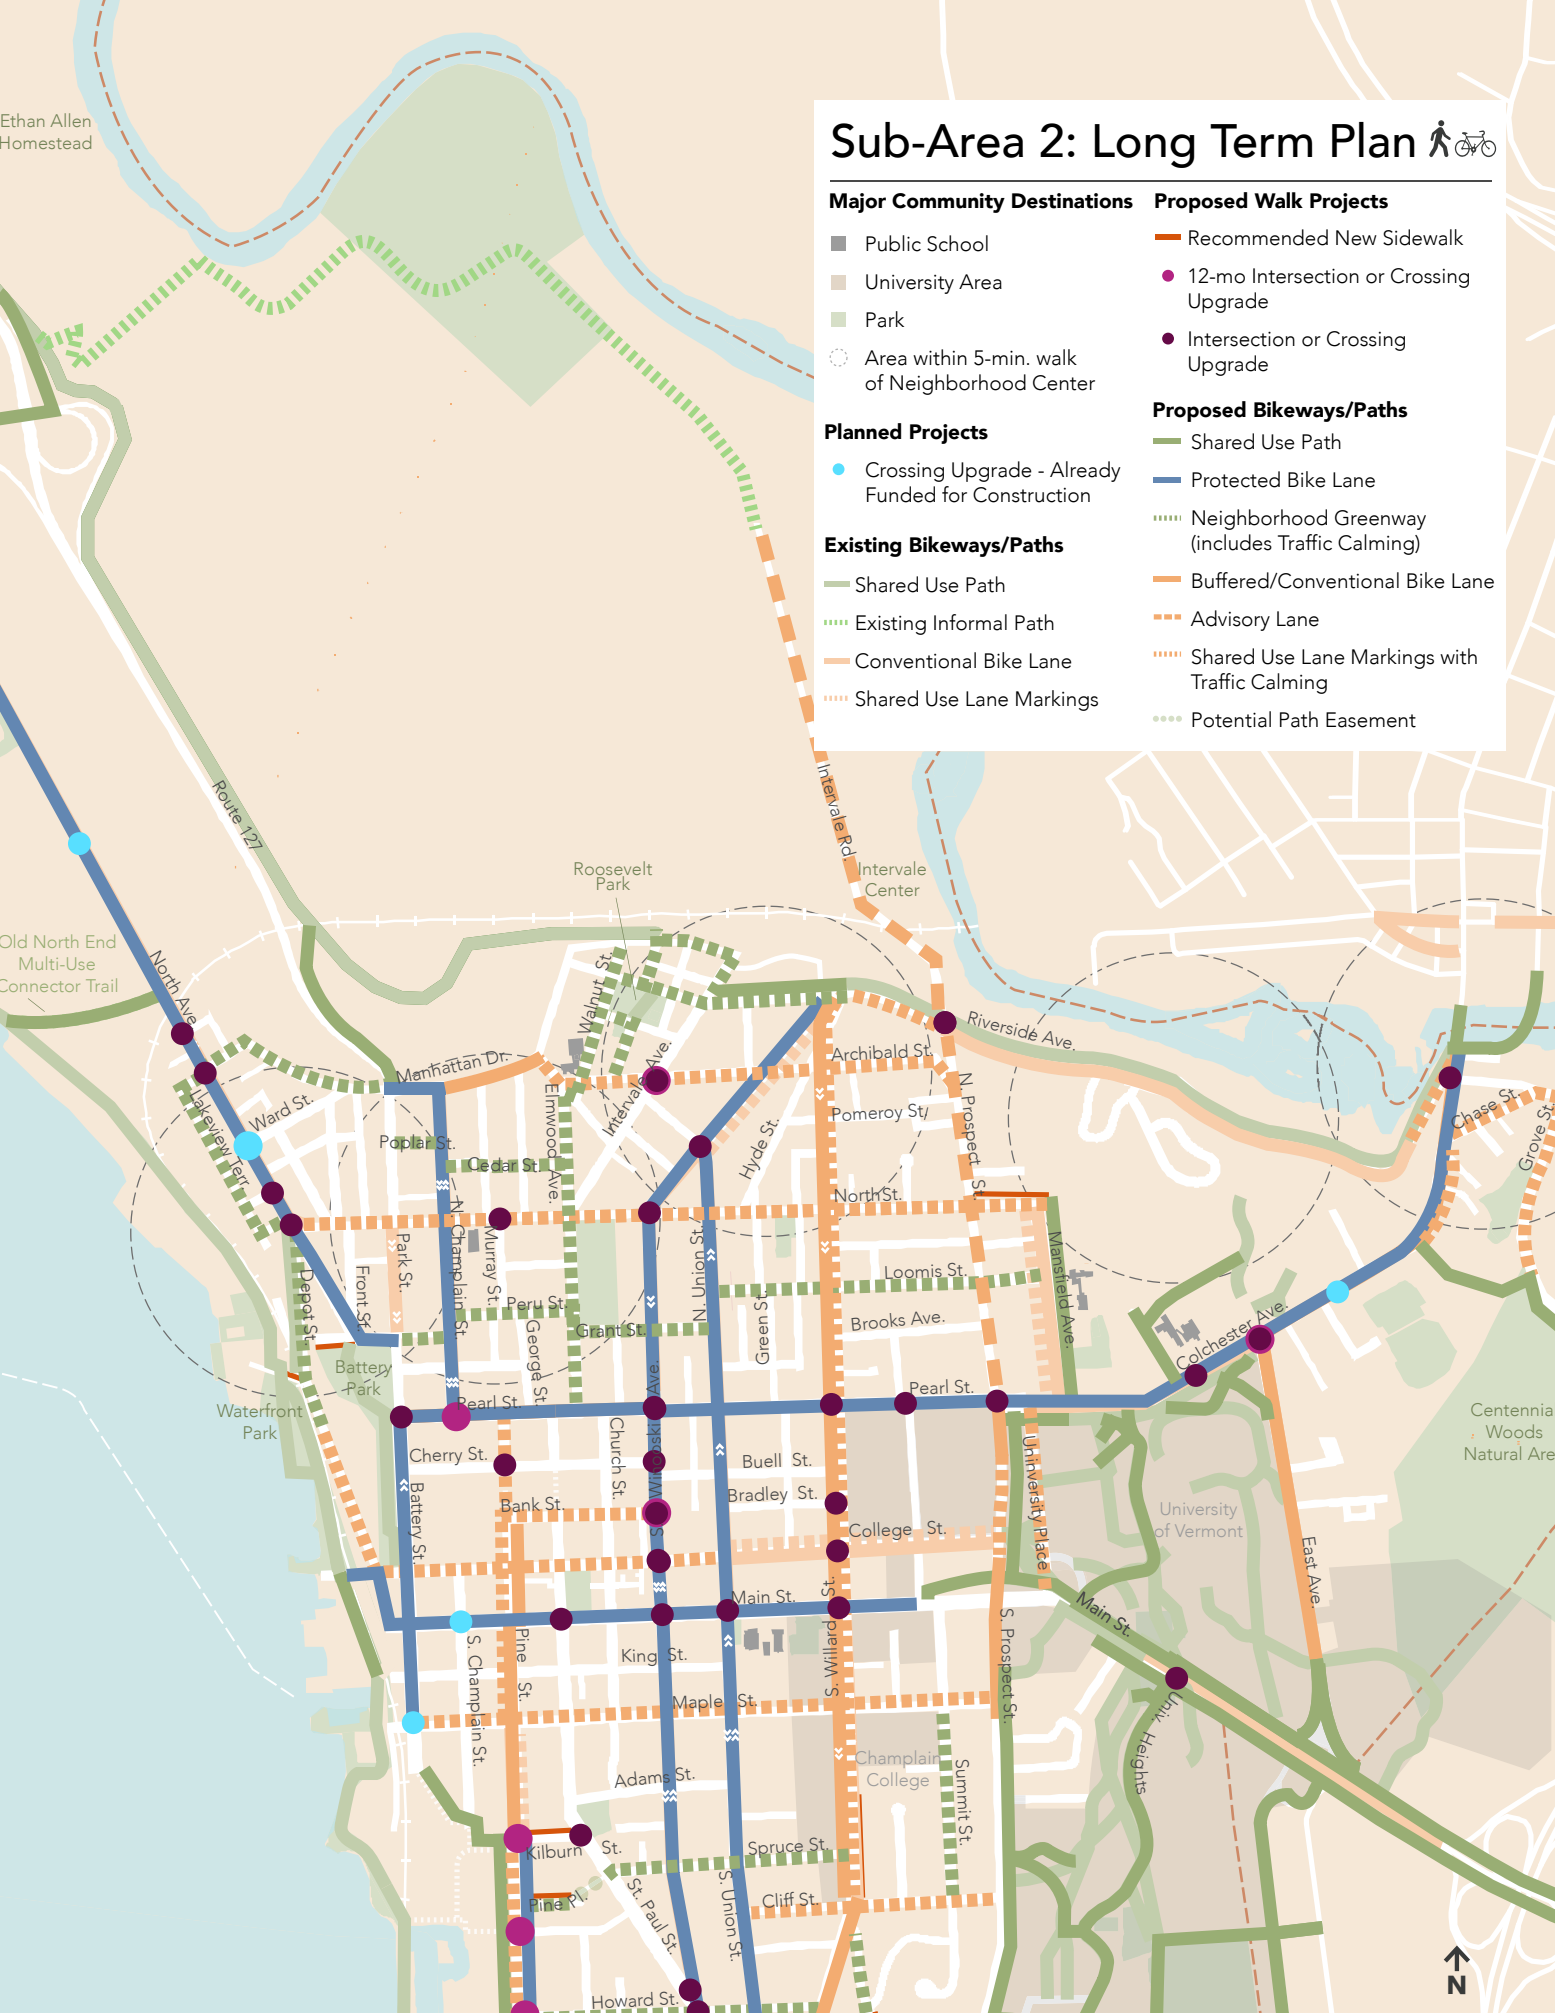 Ethan Allen
Homestead
Sub-Area 2: Long Term Plan
Major Community Destinations
Public School
University Area
Park
Area within 5-min. walk
of Neighborhood Center
Planned Projects
Crossing Upgrade - Already
Funded for Construction
Existing Bikeways/Paths
Shared Use Path
Existing Informal Path
Conventional Bike Lane
Shared Use Lane Markings
Proposed Walk Projects
Recommended New Sidewalk
12-mo Intersection or Crossing
Upgrade
Intersection or Crossing
Upgrade
Proposed Bikeways/Paths
Shared Use Path
Protected Bike Lane
Neighborhood Greenway
(includes Traffic Calming)
Buffered/Conventional Bike Lane
Advisory Lane
Shared Use Lane Markings with
Traffic Calming
Potential Path Easement
Route 127
Intervale Rd.
Roosevelt
Park
Intervale
Center
Old North End
Multi-Use
Connector Trail
North Ave.
Walnut St.
Riverside Ave.
Manhattan Dr.
Archibald St.
Intervale Ave.
Elmwood Ave.
N. Prospect St.
Lakeview Terr
Ward St.
Pomeroy St.
Chase St.
Grove St.
Poplar St.
Cedar St.
Hyde St.
North St.
Park St.
N. Champlain St.
Murray St.
N. Union St.
Mansfield Ave.
Depot St.
Front St.
Loomis St.
Peru St.
Grant St.
George St.
Green St.
Brooks Ave.
Colchester Ave.
Battery
Park
Waterfront
Park
Pearl St.
Pearl St.
Centennia
Woods
Natural Are
Cherry St.
Church St.
S. Winooski Ave.
Buell St.
Battery St.
Bank St.
Bradley St.
Uninversity Place
University
of Vermont
College St.
East Ave.
Main St.
Main St.
S. Champlain St.
Pine St.
King St.
S. Willard St.
S. Prospect St.
Maple St.
Univ. Heights
Champlain
College
Summit St.
Adams St.
Kilburn St.
Spruce St.
Pine Pl.
St. Paul St.
S. Union St.
Cliff St.
Howard St.
N